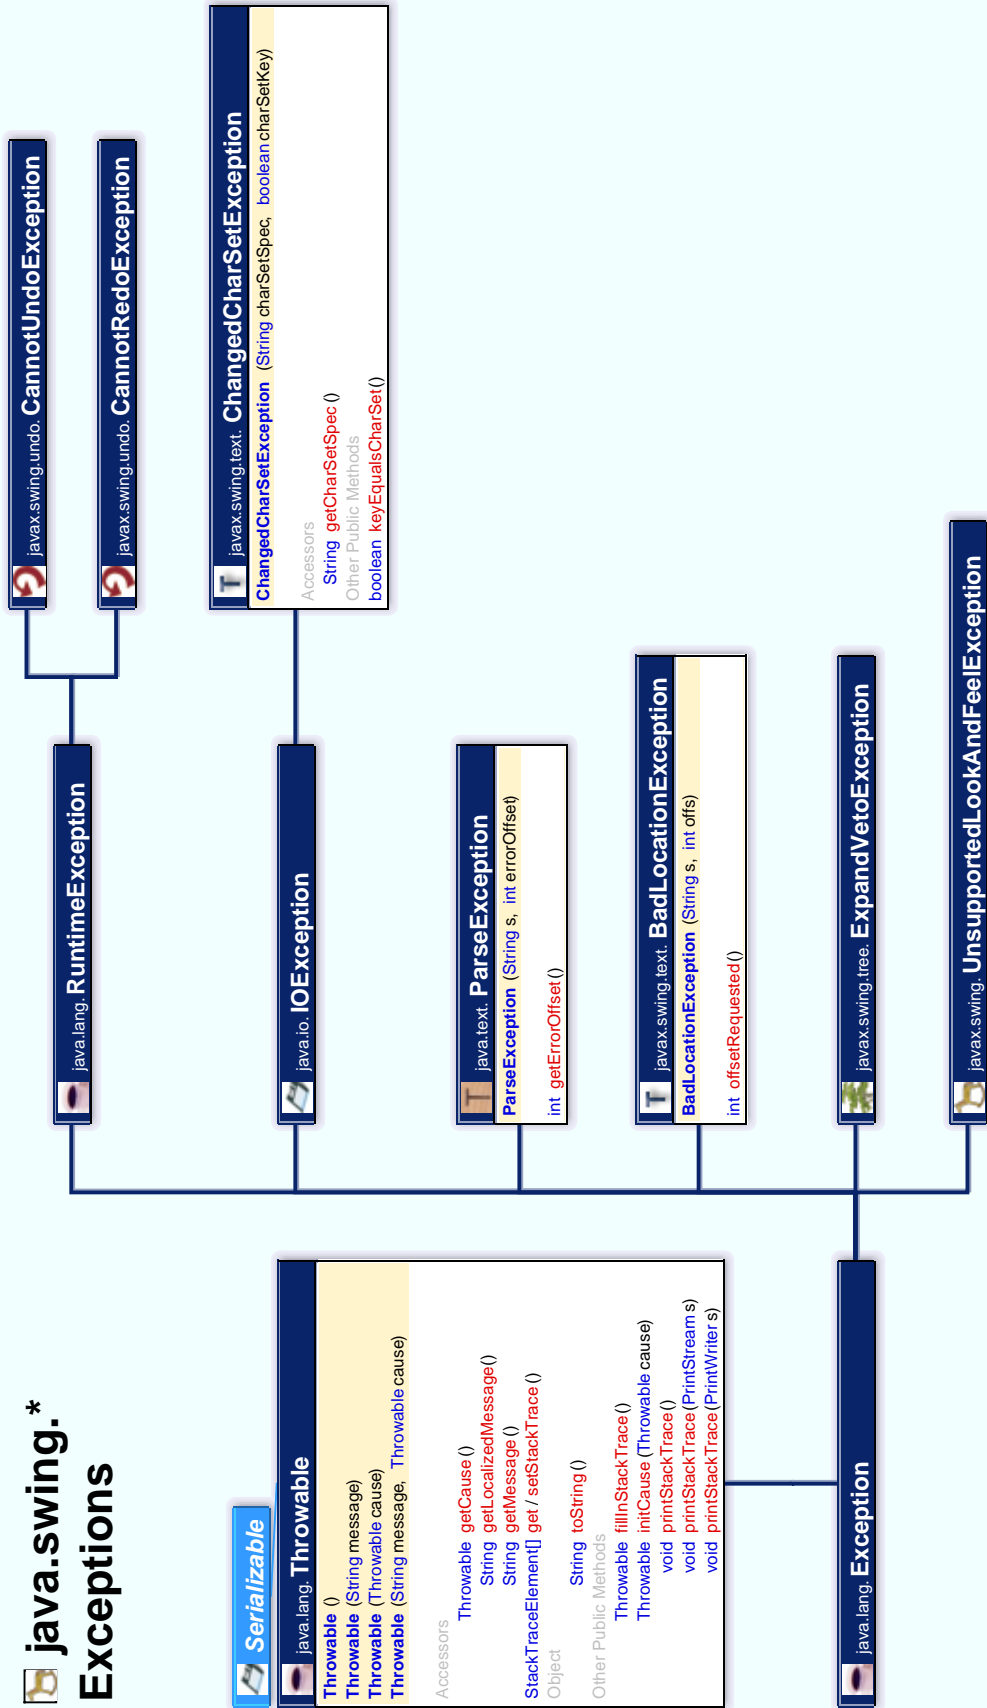 java.swing.*
Exceptions
Serializable
java.lang. Throwable
Throwable ()
Throwable (String message)
Throwable (Throwable cause)
Throwable (String message, Throwable cause)
Accessors
Throwable getCause ()
String getLocalizedMessage ()
String getMessage ()
StackTraceElement[] get / setStackTrace ()
Object
String toString ()
Other Public Methods
Throwable fillInStackTrace ()
Throwable initCause (Throwable cause)
void printStackTrace ()
void printStackTrace (PrintStream s)
void printStackTrace (PrintWriter s)
java.lang. Exception
java.lang. RuntimeException
java.io. IOException
java.text. ParseException
ParseException (String s, int errorOffset)
int getErrorOffset ()
javax.swing.text. BadLocationException
BadLocationException (String s, int offs)
int offsetRequested ()
javax.swing.tree. ExpandVetoException
javax.swing. UnsupportedLookAndFeelException
javax.swing.undo. CannotUndoException
javax.swing.undo. CannotRedoException
javax.swing.text. ChangedCharSetException
ChangedCharSetException (String charSetSpec, boolean charSetKey)
Accessors
String getCharSetSpec ()
Other Public Methods
boolean keyEqualsCharSet ()